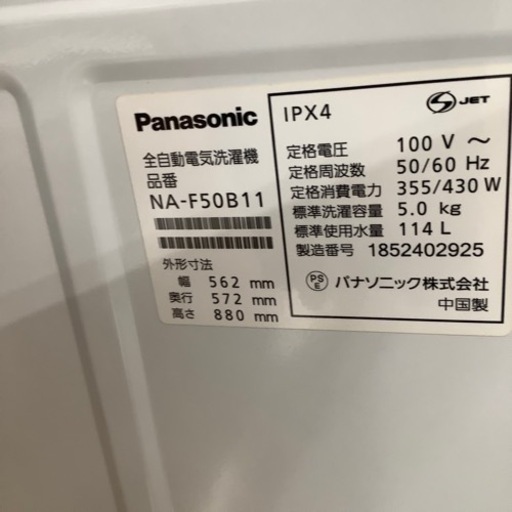 Panasonic
全自動電気洗濯機
品番
NA-F50B11
外形寸法
幅 562 mm
奥行 572 mm
高さ 880 mm
IPX4
S JET
定格電圧 100 V ~
定格周波数 50/60 Hz
定格消費電力 355/430 W
標準洗濯容量 5.0 kg
標準使用水量 114 L
製造番号 1852402925
PSE パナソニック株式会社
中国製